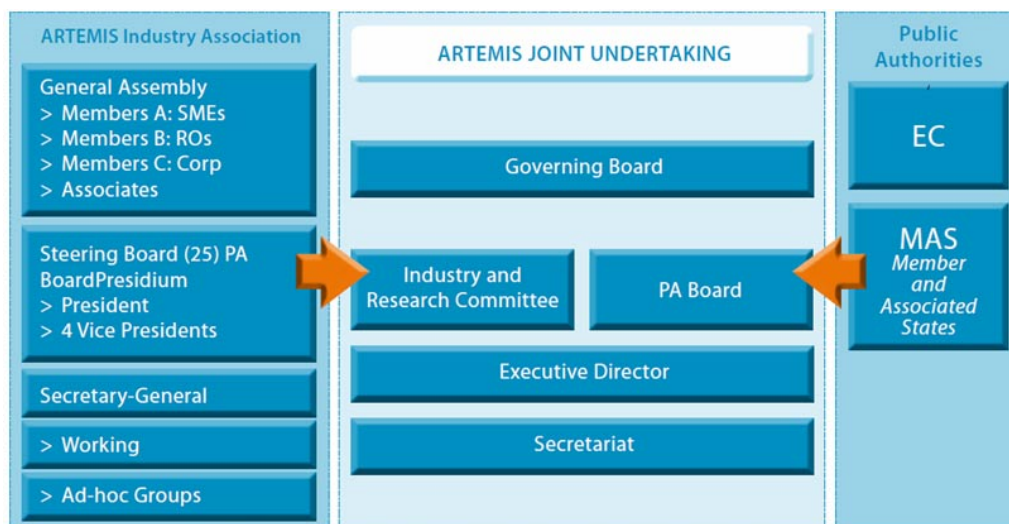 ARTEMIS Industry Association
General Assembly
> Members A: SMEs
> Members B: ROs
> Members C: Corp
> Associates
Steering Board (25) PA
BoardPresidium
> President
> 4 Vice Presidents
Secretary-General
> Working
> Ad-hoc Groups
ARTEMIS JOINT UNDERTAKING
Governing Board
Industry and
Research Committee
PA Board
Executive Director
Secretariat
Public
Authorities
EC
MAS
Member
and
Associated
States